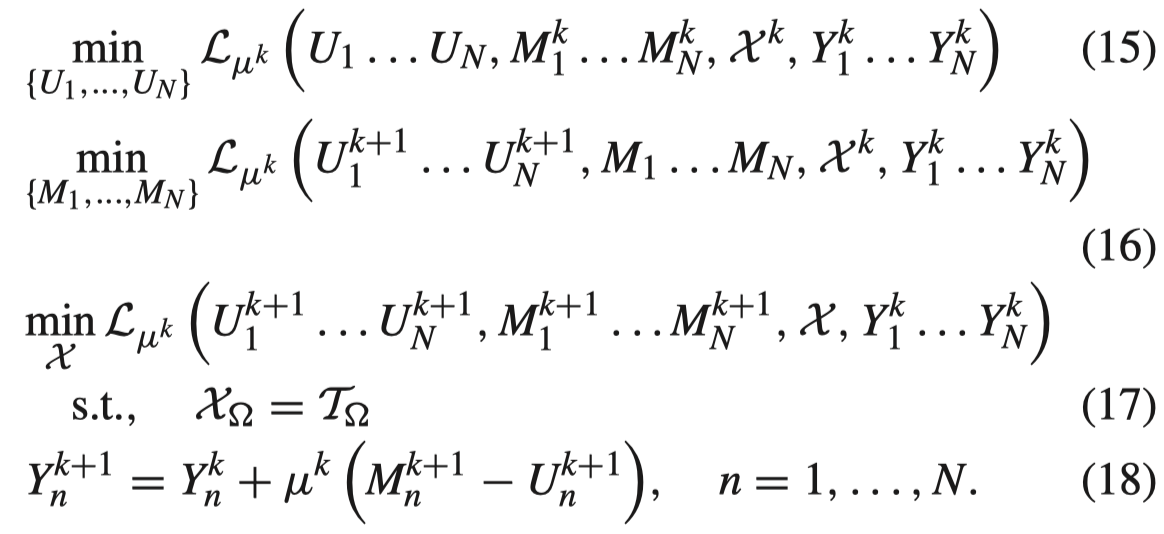 min_{{U_1,...,U_N}} ℒ_{μ^k} (U_1 … U_N, M_1^k … M_N^k, 𝒳^k, Y_1^k … Y_N^k) (15)
min_{{M_1,...,M_N}} ℒ_{μ^k} (U_1^{k+1} … U_N^{k+1}, M_1 … M_N, 𝒳^k, Y_1^k … Y_N^k)
(16)
min_𝒳 ℒ_{μ^k} (U_1^{k+1} … U_N^{k+1}, M_1^{k+1} … M_N^{k+1}, 𝒳, Y_1^k … Y_N^k)
s.t., 𝒳_Ω = 𝒯_Ω (17)
Y_n^{k+1} = Y_n^k + μ^k (M_n^{k+1} − U_n^{k+1}), n = 1, …, N. (18)